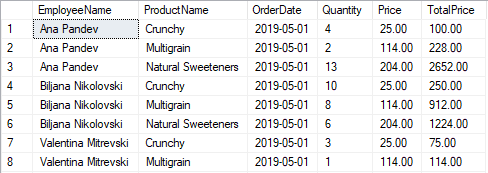 EmployeeName ProductName OrderDate Quantity Price TotalPrice
1 Ana Pandev Crunchy 2019-05-01 4 25.00 100.00
2 Ana Pandev Multigrain 2019-05-01 2 114.00 228.00
3 Ana Pandev Natural Sweeteners 2019-05-01 13 204.00 2652.00
4 Biljana Nikolovski Crunchy 2019-05-01 10 25.00 250.00
5 Biljana Nikolovski Multigrain 2019-05-01 8 114.00 912.00
6 Biljana Nikolovski Natural Sweeteners 2019-05-01 6 204.00 1224.00
7 Valentina Mitrevski Crunchy 2019-05-01 3 25.00 75.00
8 Valentina Mitrevski Multigrain 2019-05-01 1 114.00 114.00